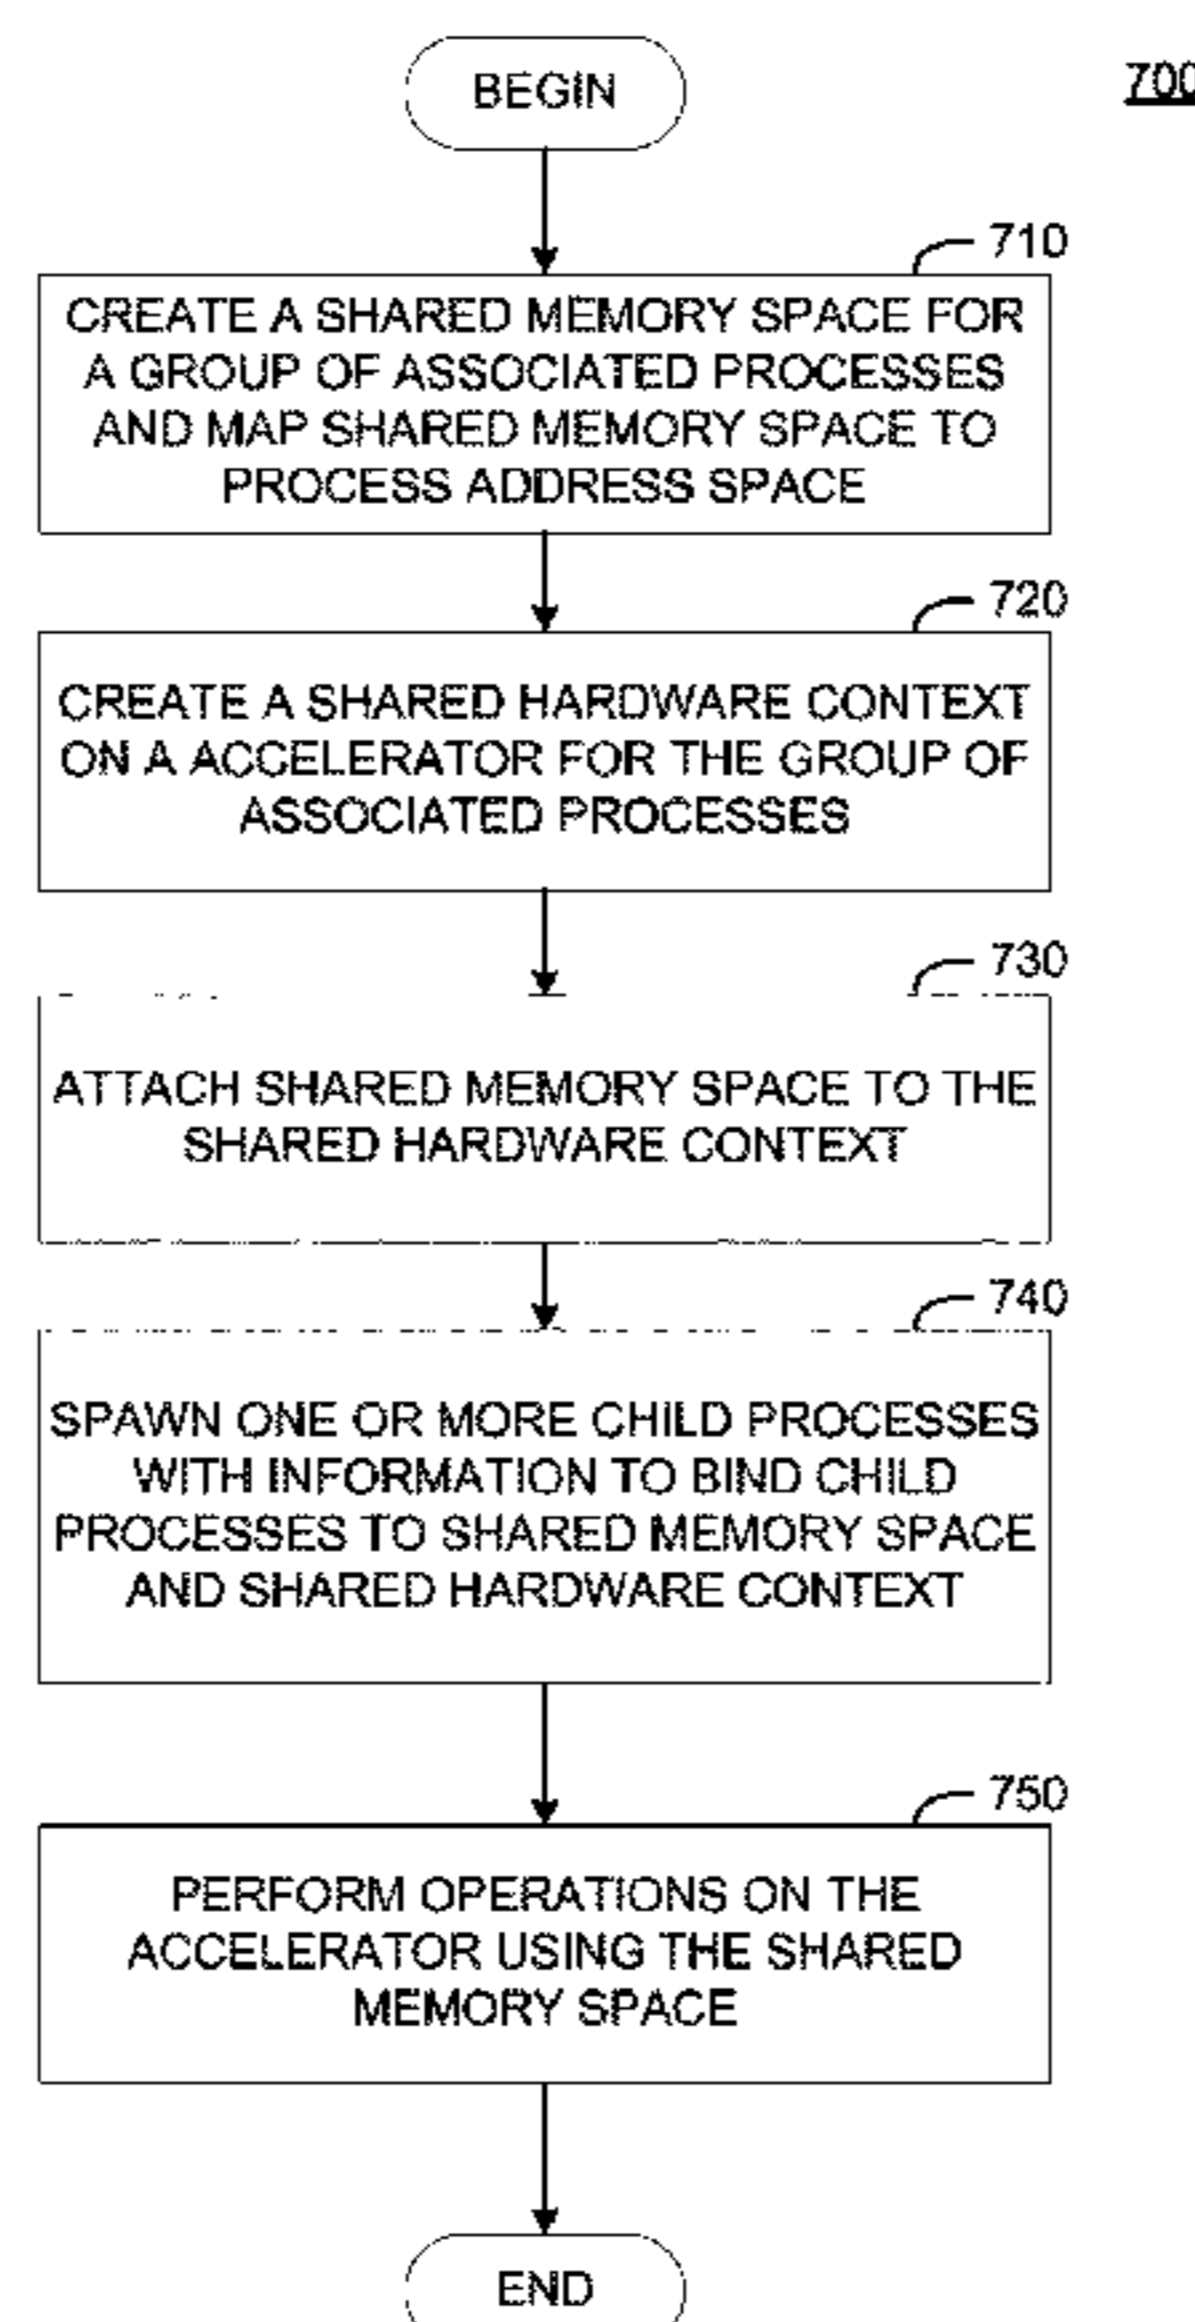 BEGIN
700
710
CREATE A SHARED MEMORY SPACE FOR
A GROUP OF ASSOCIATED PROCESSES
AND MAP SHARED MEMORY SPACE TO
PROCESS ADDRESS SPACE
720
CREATE A SHARED HARDWARE CONTEXT
ON A ACCELERATOR FOR THE GROUP OF
ASSOCIATED PROCESSES
730
ATTACH SHARED MEMORY SPACE TO THE
SHARED HARDWARE CONTEXT
740
SPAWN ONE OR MORE CHILD PROCESSES
WITH INFORMATION TO BIND CHILD
PROCESSES TO SHARED MEMORY SPACE
AND SHARED HARDWARE CONTEXT
750
PERFORM OPERATIONS ON THE
ACCELERATOR USING THE SHARED
MEMORY SPACE
END